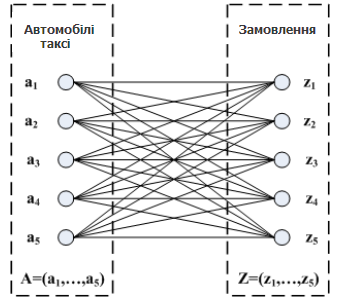 Автомобілі
таксі
Замовлення
a1
z1
a2
z2
a3
z3
a4
z4
a5
z5
A=(a1,...,a5)
Z=(z1,...,z5)